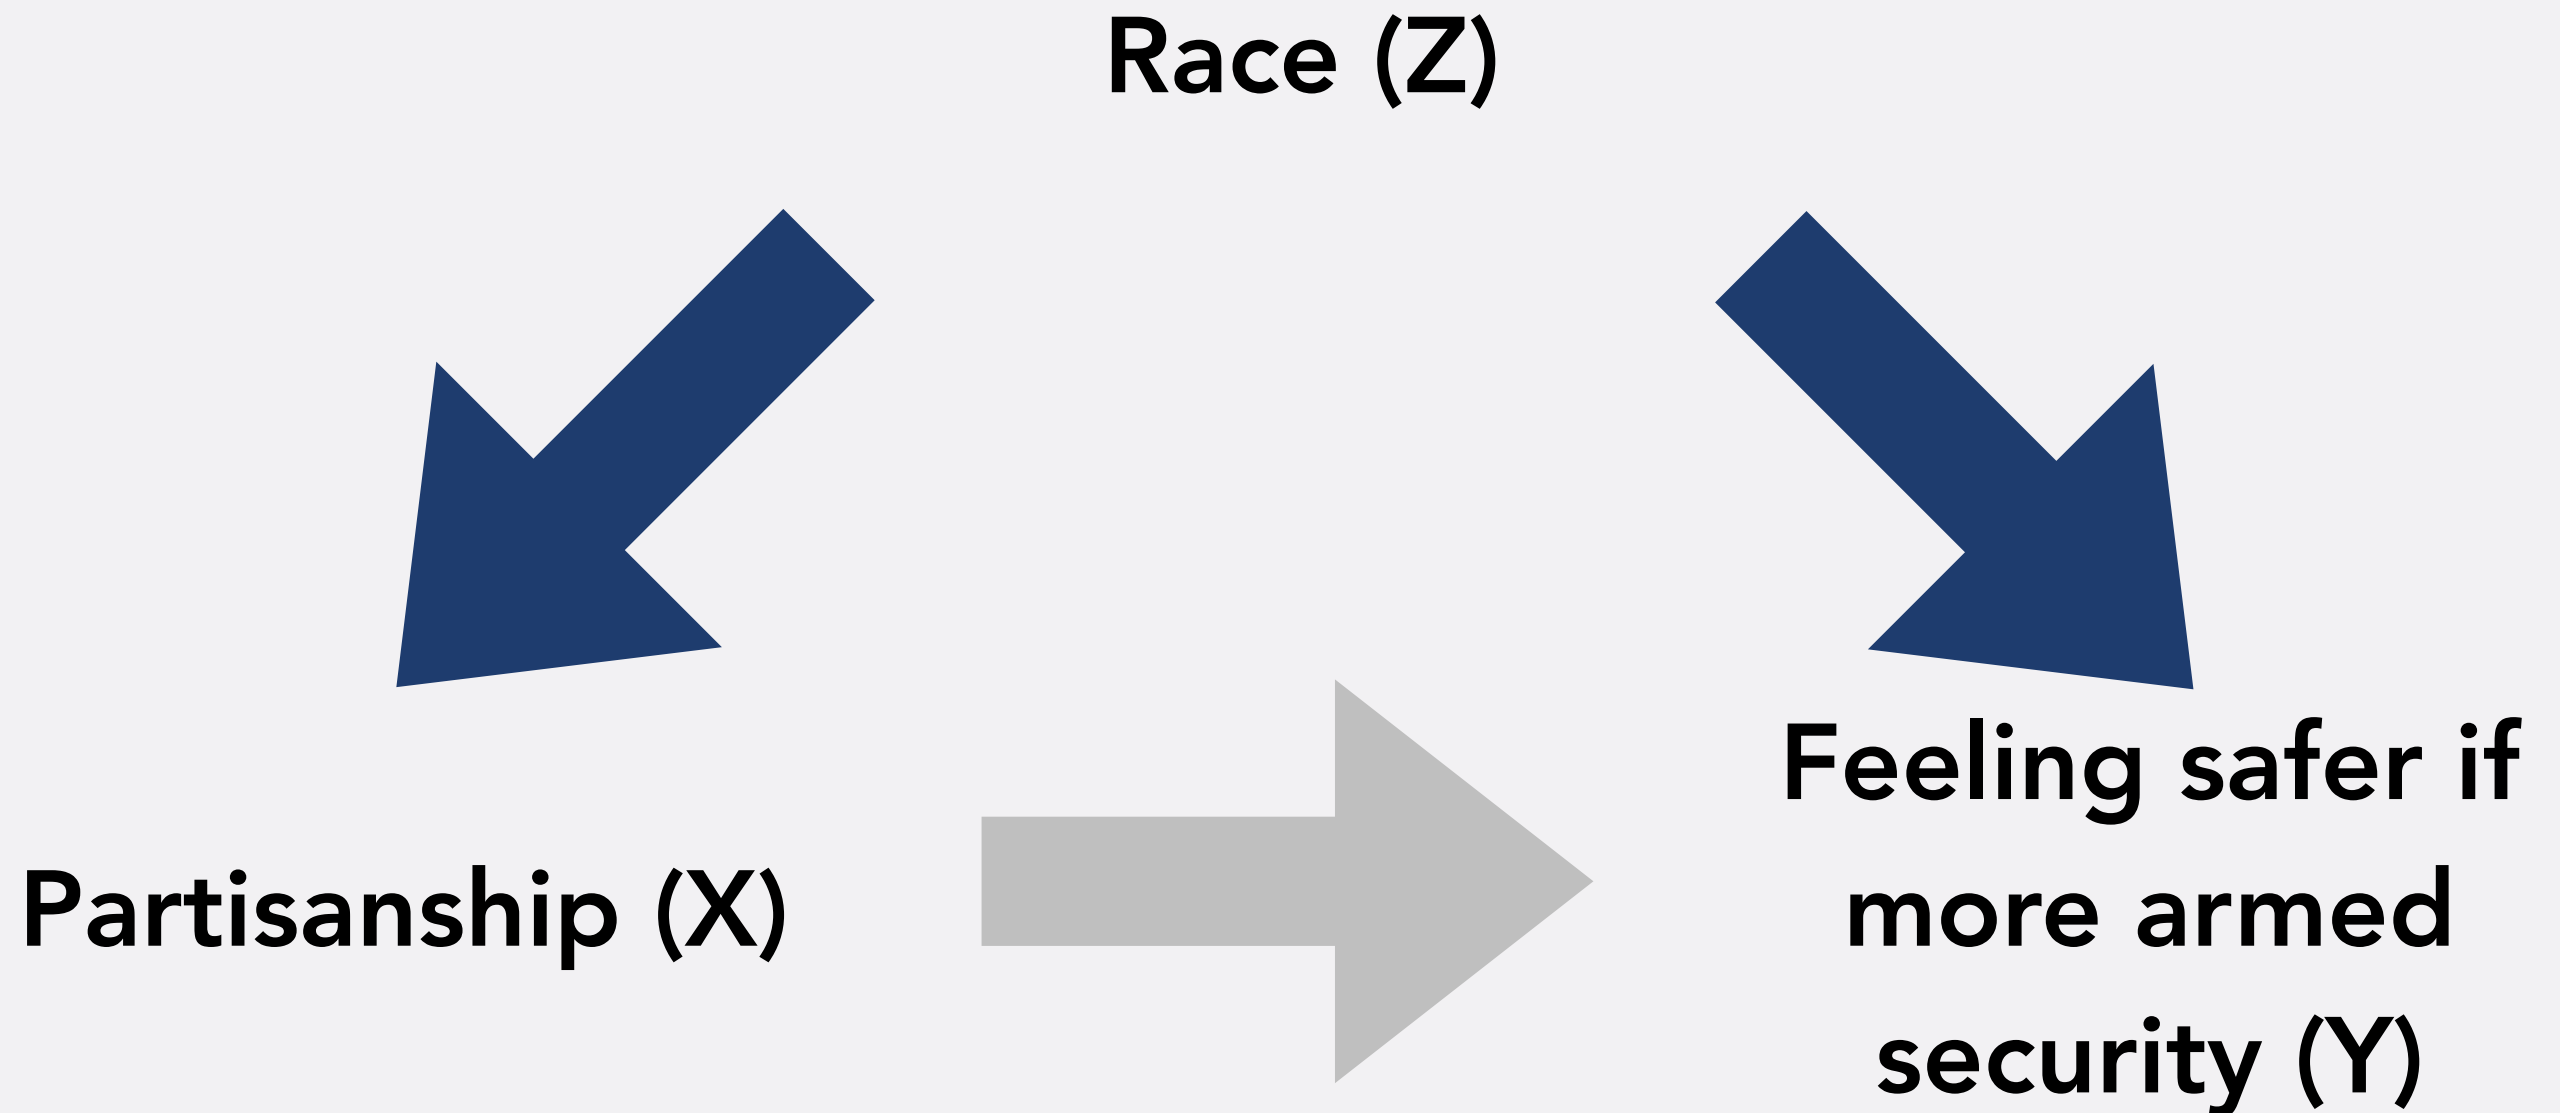 Race (Z)
Partisanship (X)
Feeling safer if
more armed
security (Y)